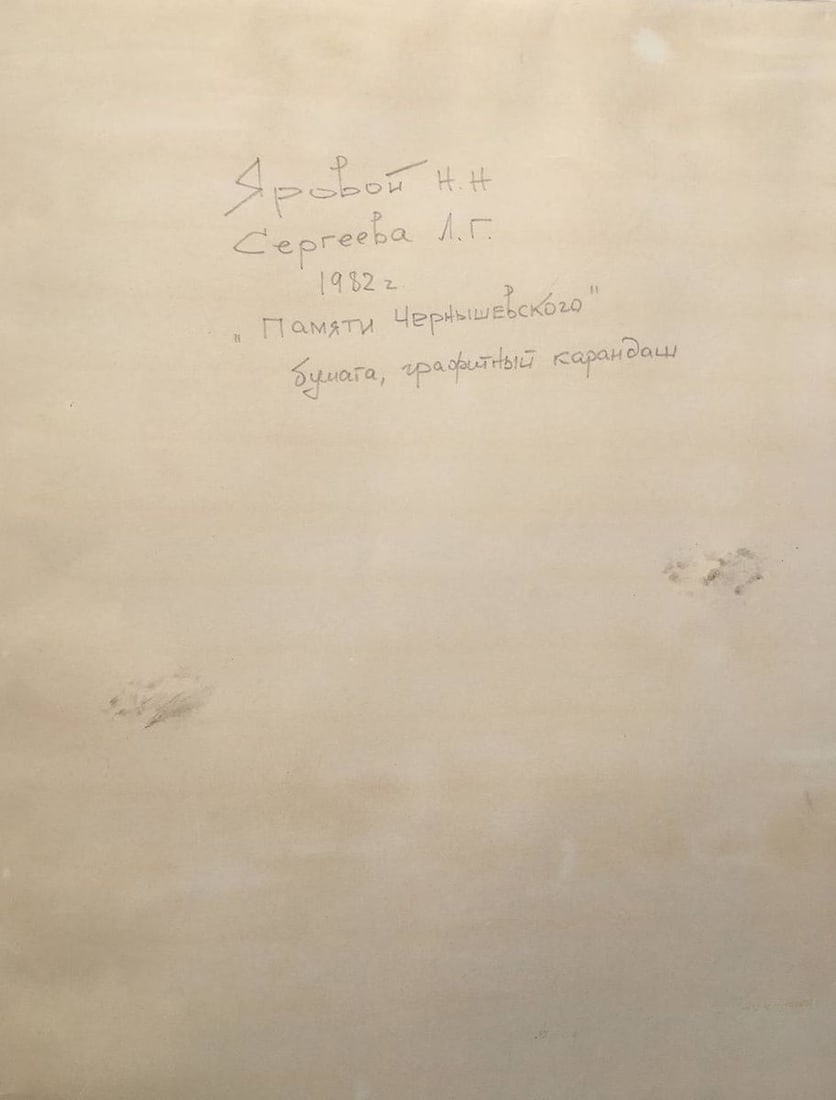 Яровой Н.Н
Сергеева Л.Г.
1982 г.
„Памяти Чернышевского"
бумага, графитный карандаш